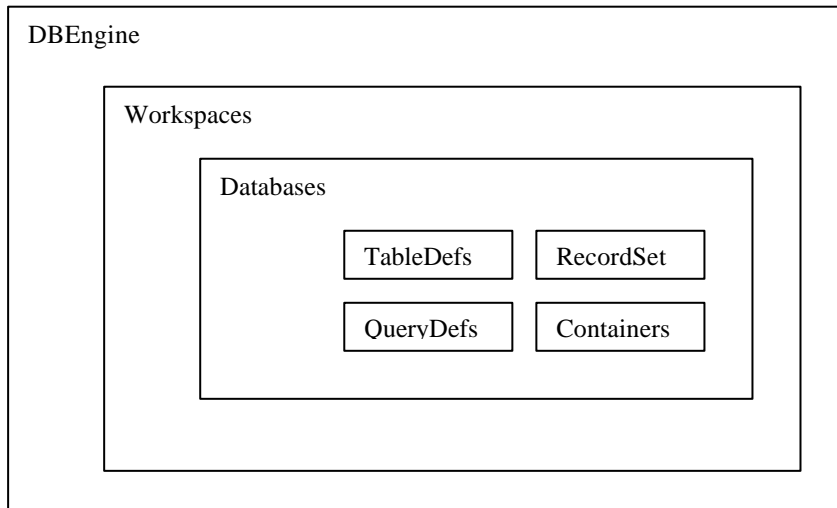 DBEngine
Workspaces
Databases
TableDefs
RecordSet
QueryDefs
Containers